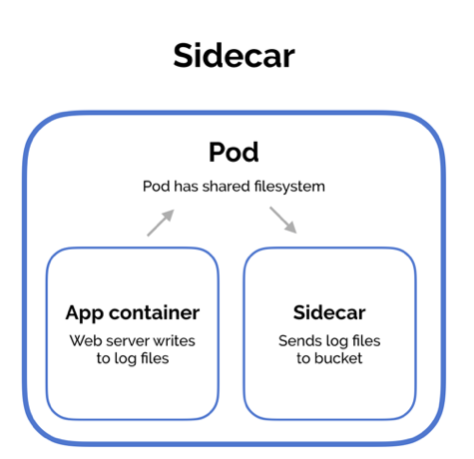 Sidecar
Pod
Pod has shared filesystem
App container
Web server writes
to log files
Sidecar
Sends log files
to bucket